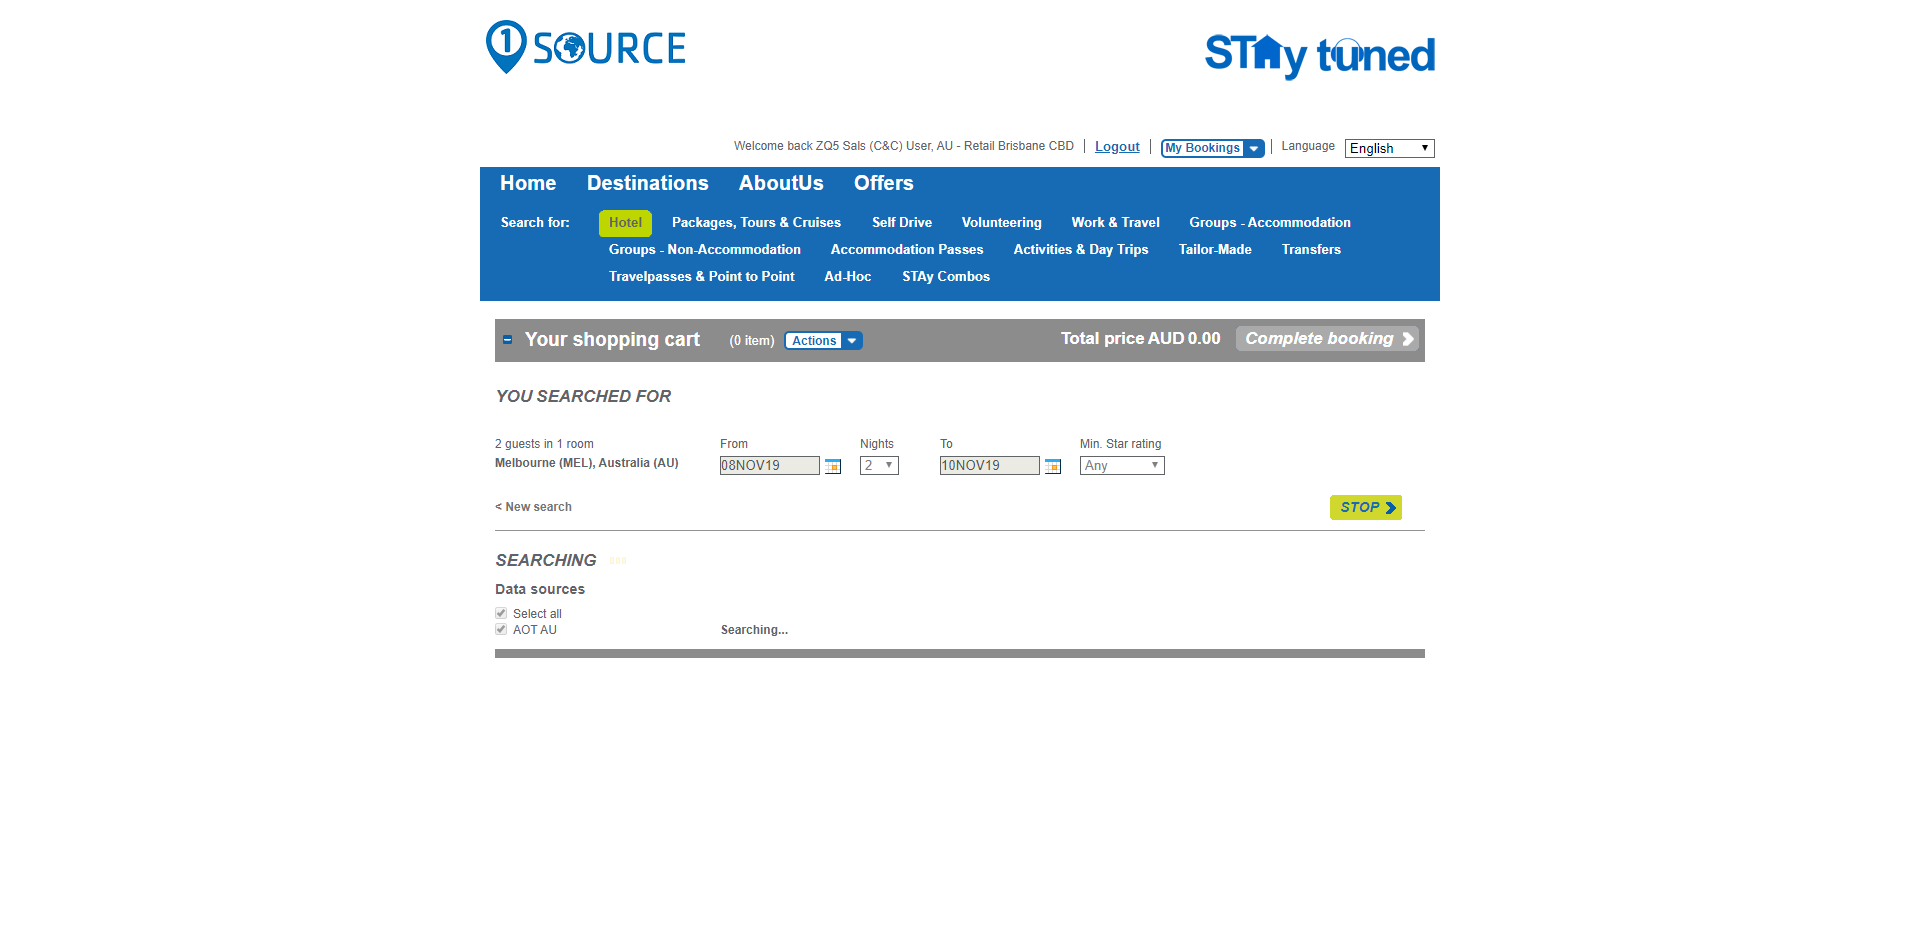 1 SOURCE
STAy tuned
Welcome back ZQ5 Sals (C&C) User, AU - Retail Brisbane CBD | Logout | My Bookings | Language English
Home Destinations AboutUs Offers
Search for: Hotel Packages, Tours & Cruises Self Drive Volunteering Work & Travel Groups - Accommodation
Groups - Non-Accommodation Accommodation Passes Activities & Day Trips Tailor-Made Transfers
Travelpasses & Point to Point Ad-Hoc STAy Combos
Your shopping cart (0 item) Actions Total price AUD 0.00 Complete booking
YOU SEARCHED FOR
2 guests in 1 room From Nights To Min. Star rating
Melbourne (MEL), Australia (AU) 08NOV19 2 10NOV19 Any
< New search STOP
SEARCHING
Data sources
Select all
AOT AU Searching...